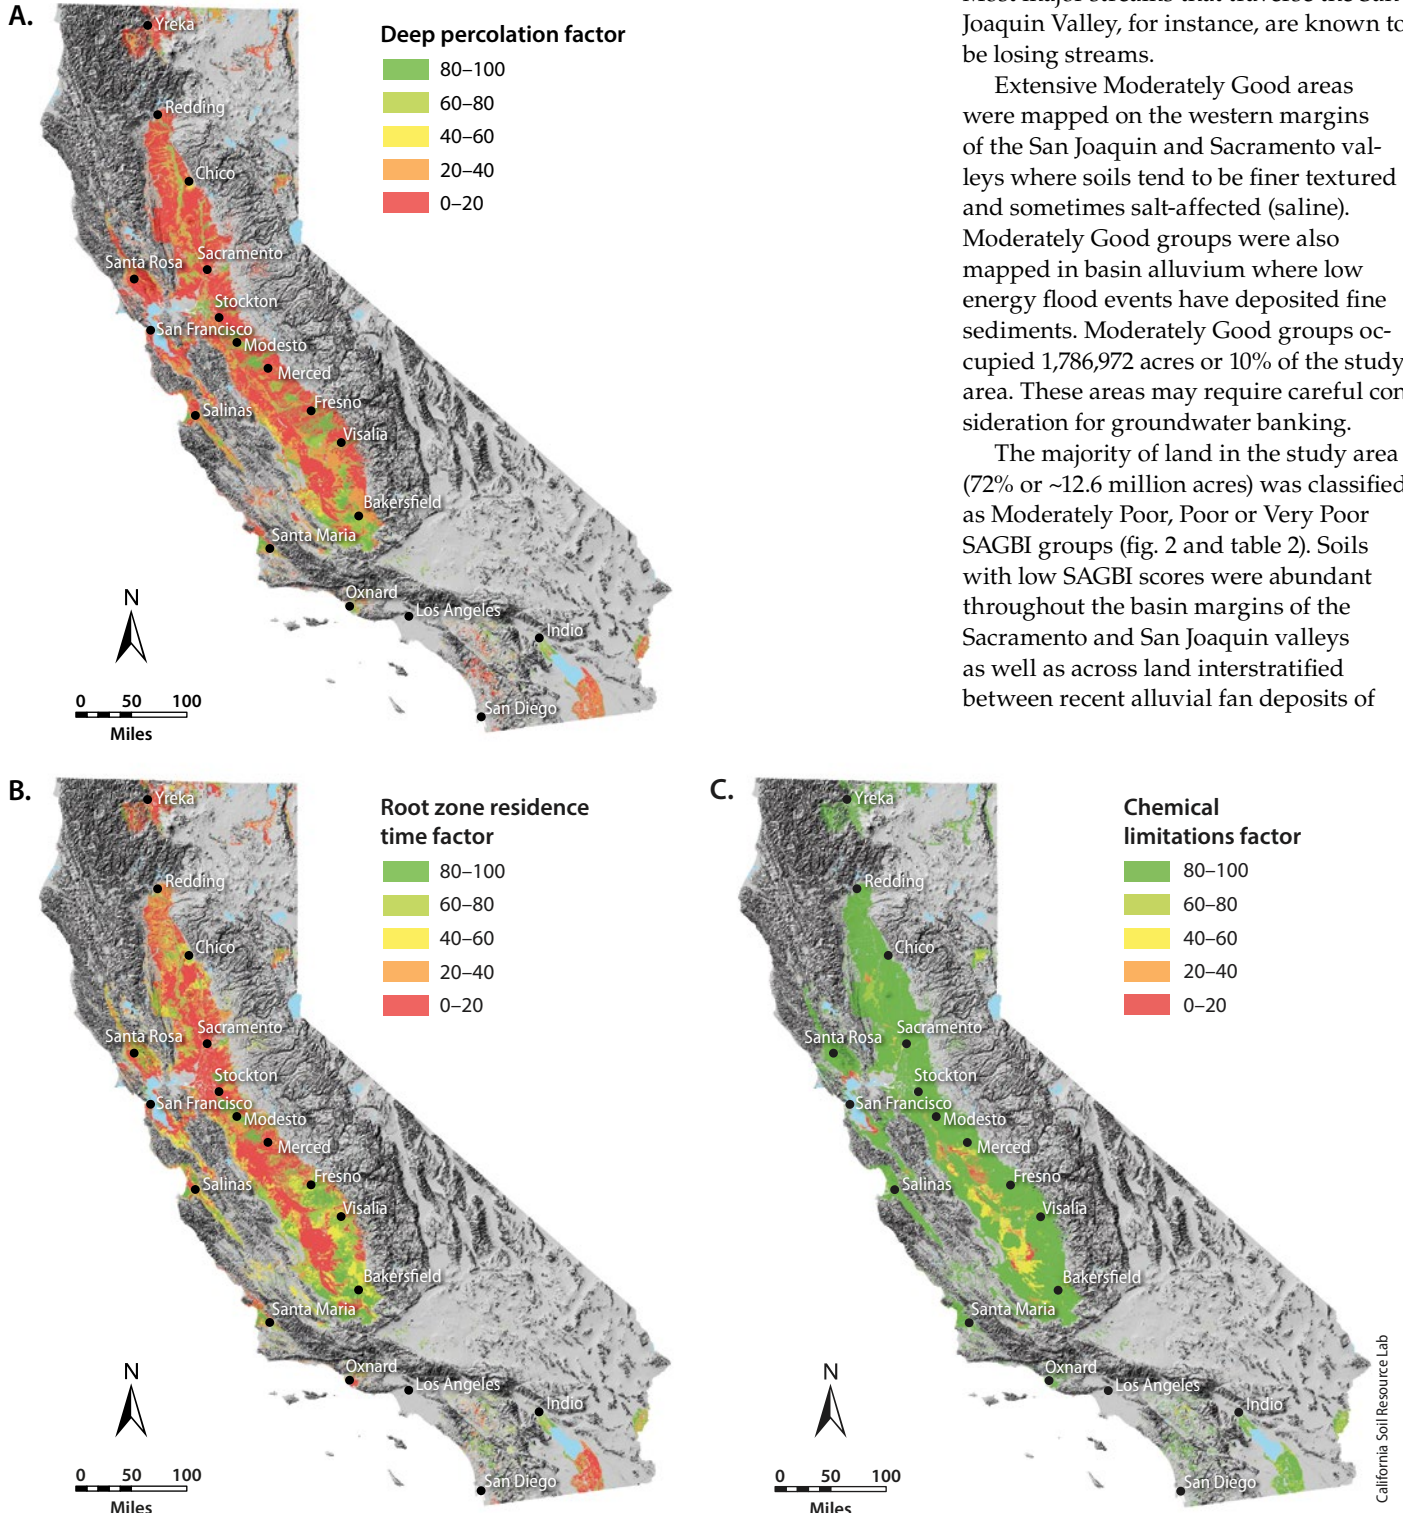 A.
Deep percolation factor
80–100
60–80
40–60
20–40
0–20
Yreka
Redding
Chico
Sacramento
Santa Rosa
Stockton
San Francisco
Modesto
Merced
Fresno
Salinas
Visalia
Bakersfield
Santa Maria
Oxnard
Los Angeles
Indio
San Diego
N
0 50 100
Miles
Joaquin Valley, for instance, are known to
be losing streams.
Extensive Moderately Good areas
were mapped on the western margins
of the San Joaquin and Sacramento val-
leys where soils tend to be finer textured
and sometimes salt-affected (saline).
Moderately Good groups were also
mapped in basin alluvium where low
energy flood events have deposited fine
sediments. Moderately Good groups oc-
cupied 1,786,972 acres or 10% of the study
area. These areas may require careful con
sideration for groundwater banking.
The majority of land in the study area
(72% or ~12.6 million acres) was classified
as Moderately Poor, Poor or Very Poor
SAGBI groups (fig. 2 and table 2). Soils
with low SAGBI scores were abundant
throughout the basin margins of the
Sacramento and San Joaquin valleys
as well as across land interstratified
between recent alluvial fan deposits of
B.
Root zone residence
time factor
80–100
60–80
40–60
20–40
0–20
Yreka
Redding
Chico
Sacramento
Santa Rosa
Stockton
San Francisco
Modesto
Merced
Fresno
Salinas
Visalia
Bakersfield
Santa Maria
Oxnard
Los Angeles
Indio
San Diego
N
0 50 100
Miles
C.
Chemical
limitations factor
80–100
60–80
40–60
20–40
0–20
Yreka
Redding
Chico
Sacramento
Santa Rosa
Stockton
San Francisco
Modesto
Merced
Fresno
Salinas
Visalia
Bakersfield
Santa Maria
Oxnard
Los Angeles
Indio
San Diego
N
0 50 100
Miles
California Soil Resource Lab